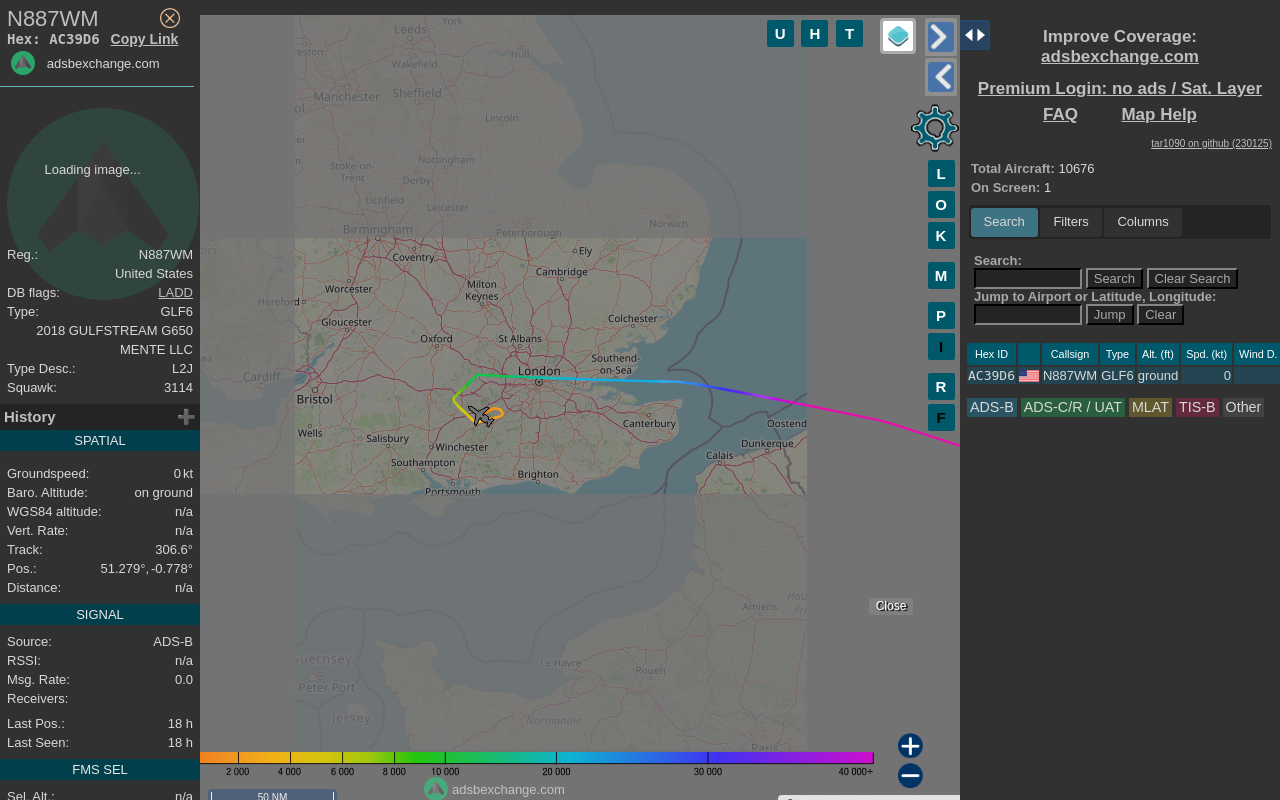 N887WM
Hex: AC39D6 Copy Link
adsbexchange.com
Loading image...
Reg.: N887WM
United States
DB flags: LADD
Type: GLF6
2018 GULFSTREAM G650
MENTE LLC
Type Desc.: L2J
Squawk: 3114
History
SPATIAL
Groundspeed: 0 kt
Baro. Altitude: on ground
WGS84 altitude: n/a
Vert. Rate: n/a
Track: 306.6°
Pos.: 51.279°, -0.778°
Distance: n/a
SIGNAL
Source: ADS-B
RSSI: n/a
Msg. Rate: 0.0
Receivers:
Last Pos.: 18 h
Last Seen: 18 h
FMS SEL
Sel. Alt.: n/a
U H T
L
O
K
M
P
I
R
F
York
Leeds
Hull
Wakefield
Manchester
Sheffield
Lincoln
Stoke-on-
Trent
Nottingham
Derby
Lichfield
Leicester
Norwich
Birmingham
Peterborough
Ely
Coventry
Cambridge
Worcester
Milton
Keynes
Hereford
Gloucester
Colchester
Oxford
St Albans
Southend-
on-Sea
Cardiff
London
Bristol
Canterbury
Oostend
Wells
Salisbury
Winchester
Dunkerque
Calais
Southampton
Brighton
Portsmouth
Amiens
Guernsey
Peter Port
Le Havre
Rouen
Jersey
Normandie
Paris
Close
2 000 4 000 6 000 8 000 10 000 20 000 30 000 40 000+
adsbexchange.com
50 NM
Improve Coverage:
adsbexchange.com
Premium Login: no ads / Sat. Layer
FAQ Map Help
tar1090 on github (230125)
Total Aircraft: 10676
On Screen: 1
Search Filters Columns
Search:
Search Clear Search
Jump to Airport or Latitude, Longitude:
Jump Clear
Hex ID Callsign Type Alt. (ft) Spd. (kt) Wind D.
AC39D6 N887WM GLF6 ground 0
ADS-B ADS-C/R / UAT MLAT TIS-B Other